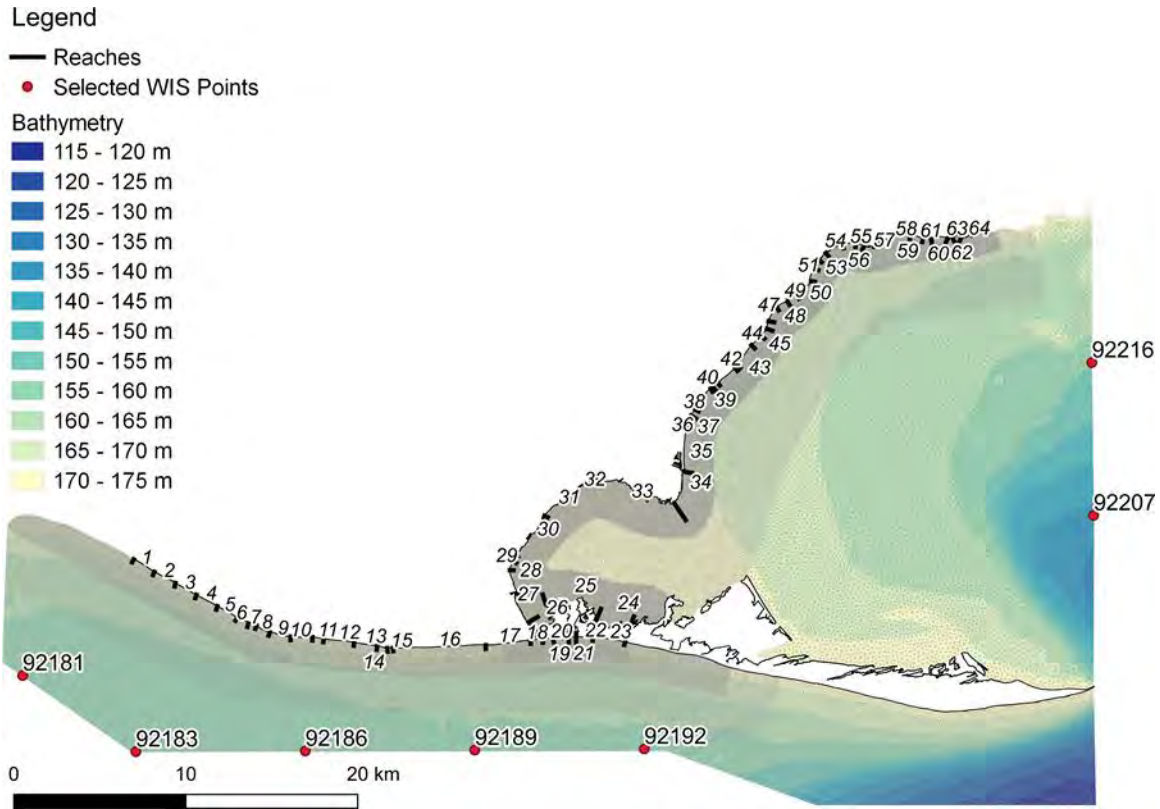 Legend
Reaches
Selected WIS Points
Bathymetry
115 - 120 m
120 - 125 m
125 - 130 m
130 - 135 m
135 - 140 m
140 - 145 m
145 - 150 m
150 - 155 m
155 - 160 m
160 - 165 m
165 - 170 m
170 - 175 m
58 61 63 64
54 55 57
59 60 62
51 53 56
50
49
47 48
44 45
42 43
40 39
38
36 37
35
34
33
32
31
30
29 28
27
26 25 24
1
2
3
4
5
6 7 8 9 10 11 12 13 15 16 17 18 20 22 23
14
19 21
92216
92207
92181
92183
92186
92189
92192
0 10 20 km